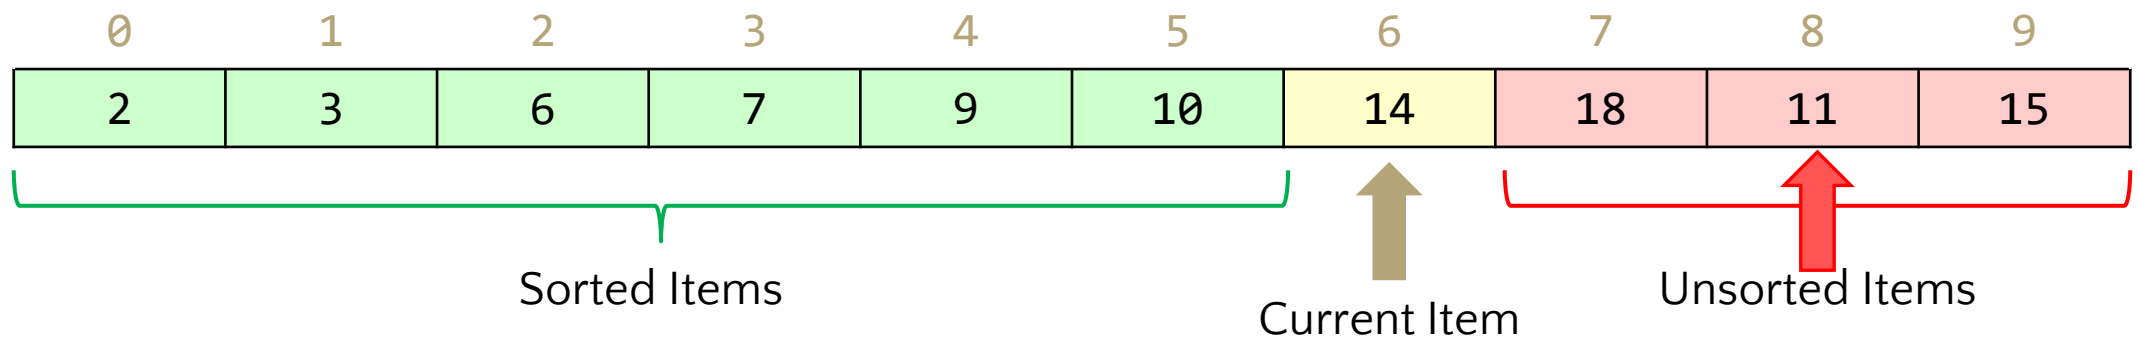 0 1 2 3 4 5 6 7 8 9
2 3 6 7 9 10 14 18 11 15
Sorted Items
Current Item
Unsorted Items